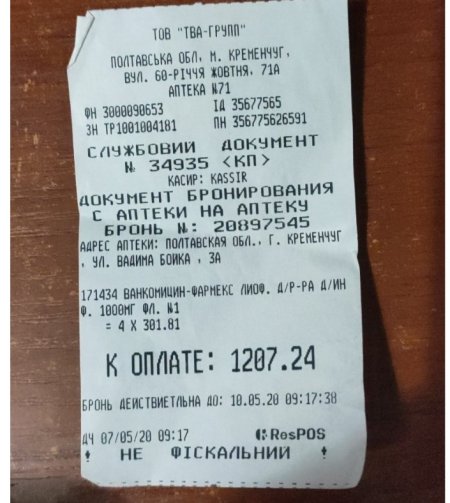 ТОВ "ТВА-ГРУПП"
ПОЛТАВСЬКА ОБЛ, М. КРЕМЕНЧУГ,
ВУЛ. 60-РІЧЧЯ ЖОВТНЯ, 71А
АПТЕКА №71
ФН 3000090653 ІД 35677565
ЗН ТР1001004181 ПН 356775626591
СЛУЖБОВИЙ ДОКУМЕНТ
№ 34935 <КП>
КАСИР: KASSIR
ДОКУМЕНТ БРОНИРОВАНИЯ
С АПТЕКИ НА АПТЕКУ
БРОНЬ №: 20897545
АДРЕС АПТЕКИ: ПОЛТАВСКАЯ ОБЛ., Г. КРЕМЕНЧУГ
, УЛ. ВАДИМА БОЙКА , 3А
171434 ВАНКОМИЦИН-ФАРМЕКС ЛИОФ. Д/Р-РА Д/ИН
Ф. 1000МГ ФЛ. №1
= 4 X 301.81
К ОПЛАТЕ: 1207.24
БРОНЬ ДЕЙСТВИЕТЛЬНА ДО: 10.05.20 09:17:38
ДЧ 07/05/20 09:17 ResPOS
! НЕ ФІСКАЛЬНИЙ !